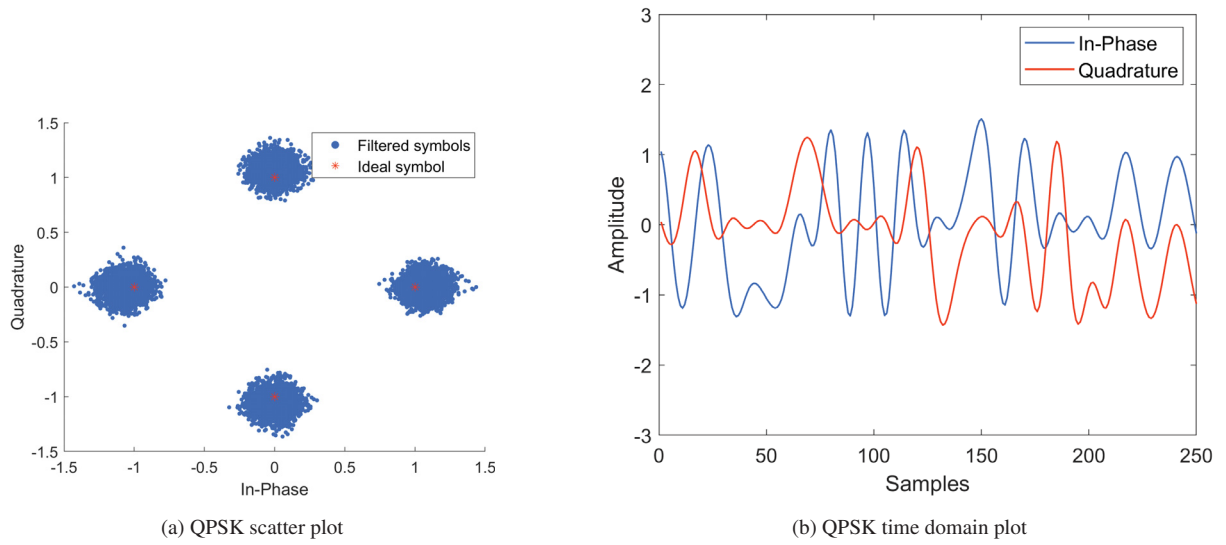 1.5
1
0.5
0
-0.5
-1
-1.5
Quadrature
Filtered symbols
Ideal symbol
-1.5 -1 -0.5 0 0.5 1 1.5
In-Phase
(a) QPSK scatter plot
3
2
1
0
-1
-2
-3
Amplitude
In-Phase
Quadrature
0 50 100 150 200 250
Samples
(b) QPSK time domain plot